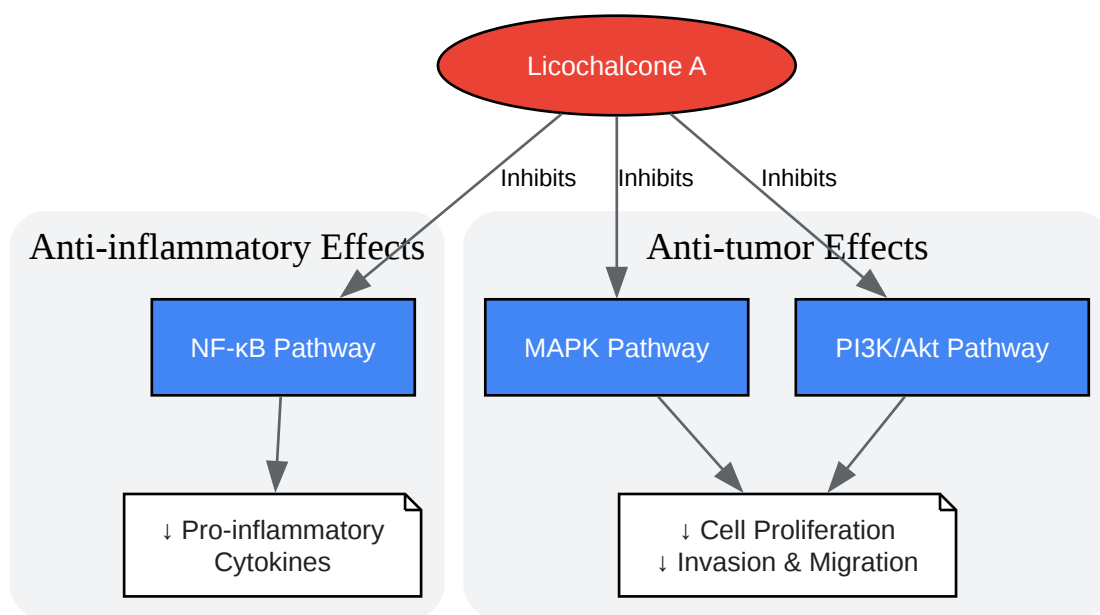 Licochalcone A
Inhibits
Inhibits
Inhibits
Anti-inflammatory Effects
Anti-tumor Effects
NF-κB Pathway
MAPK Pathway
PI3K/Akt Pathway
↓ Pro-inflammatory
Cytokines
↓ Cell Proliferation
↓ Invasion & Migration